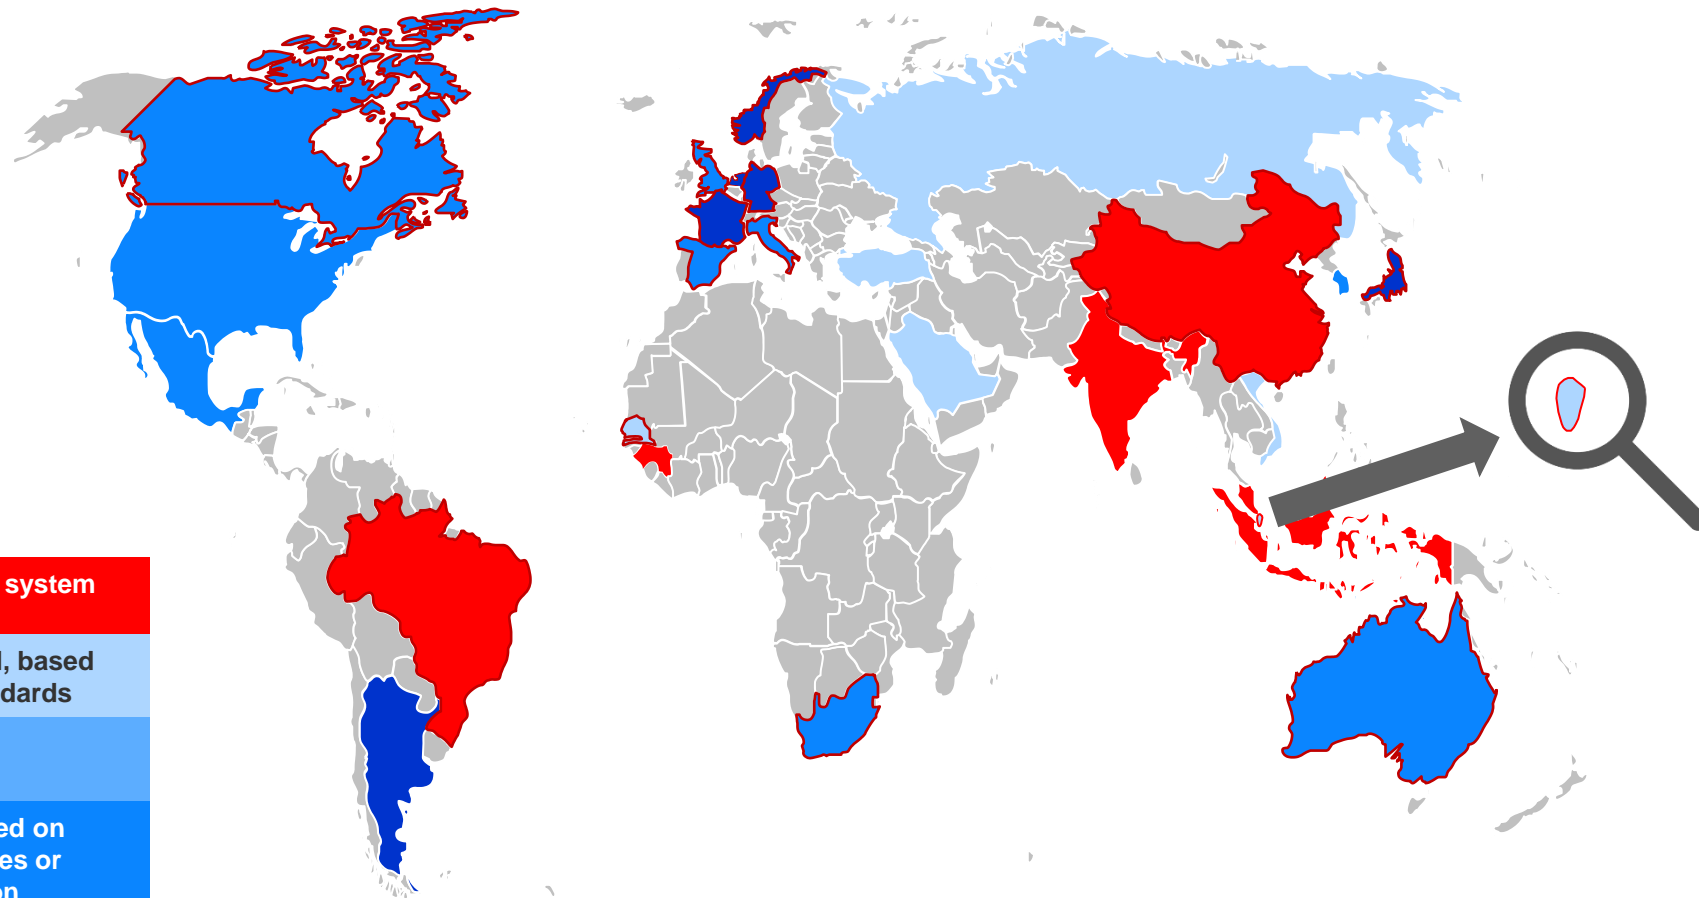 system
, based
dards
ed on
es or
on